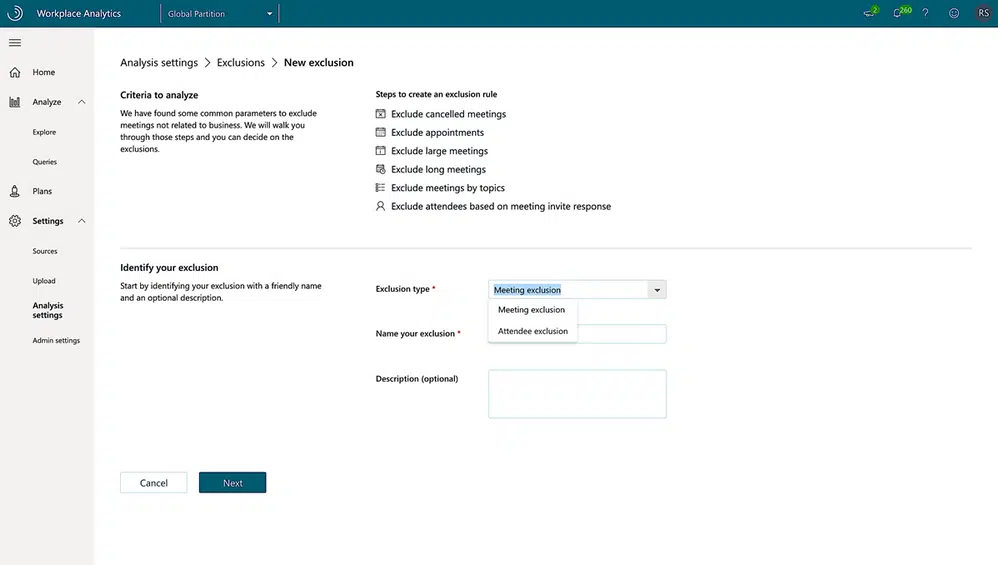 Workplace Analytics
Global Partition
2
260
?
RS
Home
Analyze
Explore
Queries
Plans
Settings
Sources
Upload
Analysis
settings
Admin settings
Analysis settings > Exclusions > New exclusion
Criteria to analyze
We have found some common parameters to exclude
meetings not related to business. We will walk you
through those steps and you can decide on the
exclusions.
Steps to create an exclusion rule
Exclude cancelled meetings
Exclude appointments
Exclude large meetings
Exclude long meetings
Exclude meetings by topics
Exclude attendees based on meeting invite response
Identify your exclusion
Start by identifying your exclusion with a friendly name
and an optional description.
Exclusion type *
Meeting exclusion
Meeting exclusion
Attendee exclusion
Name your exclusion *
Description (optional)
Cancel
Next